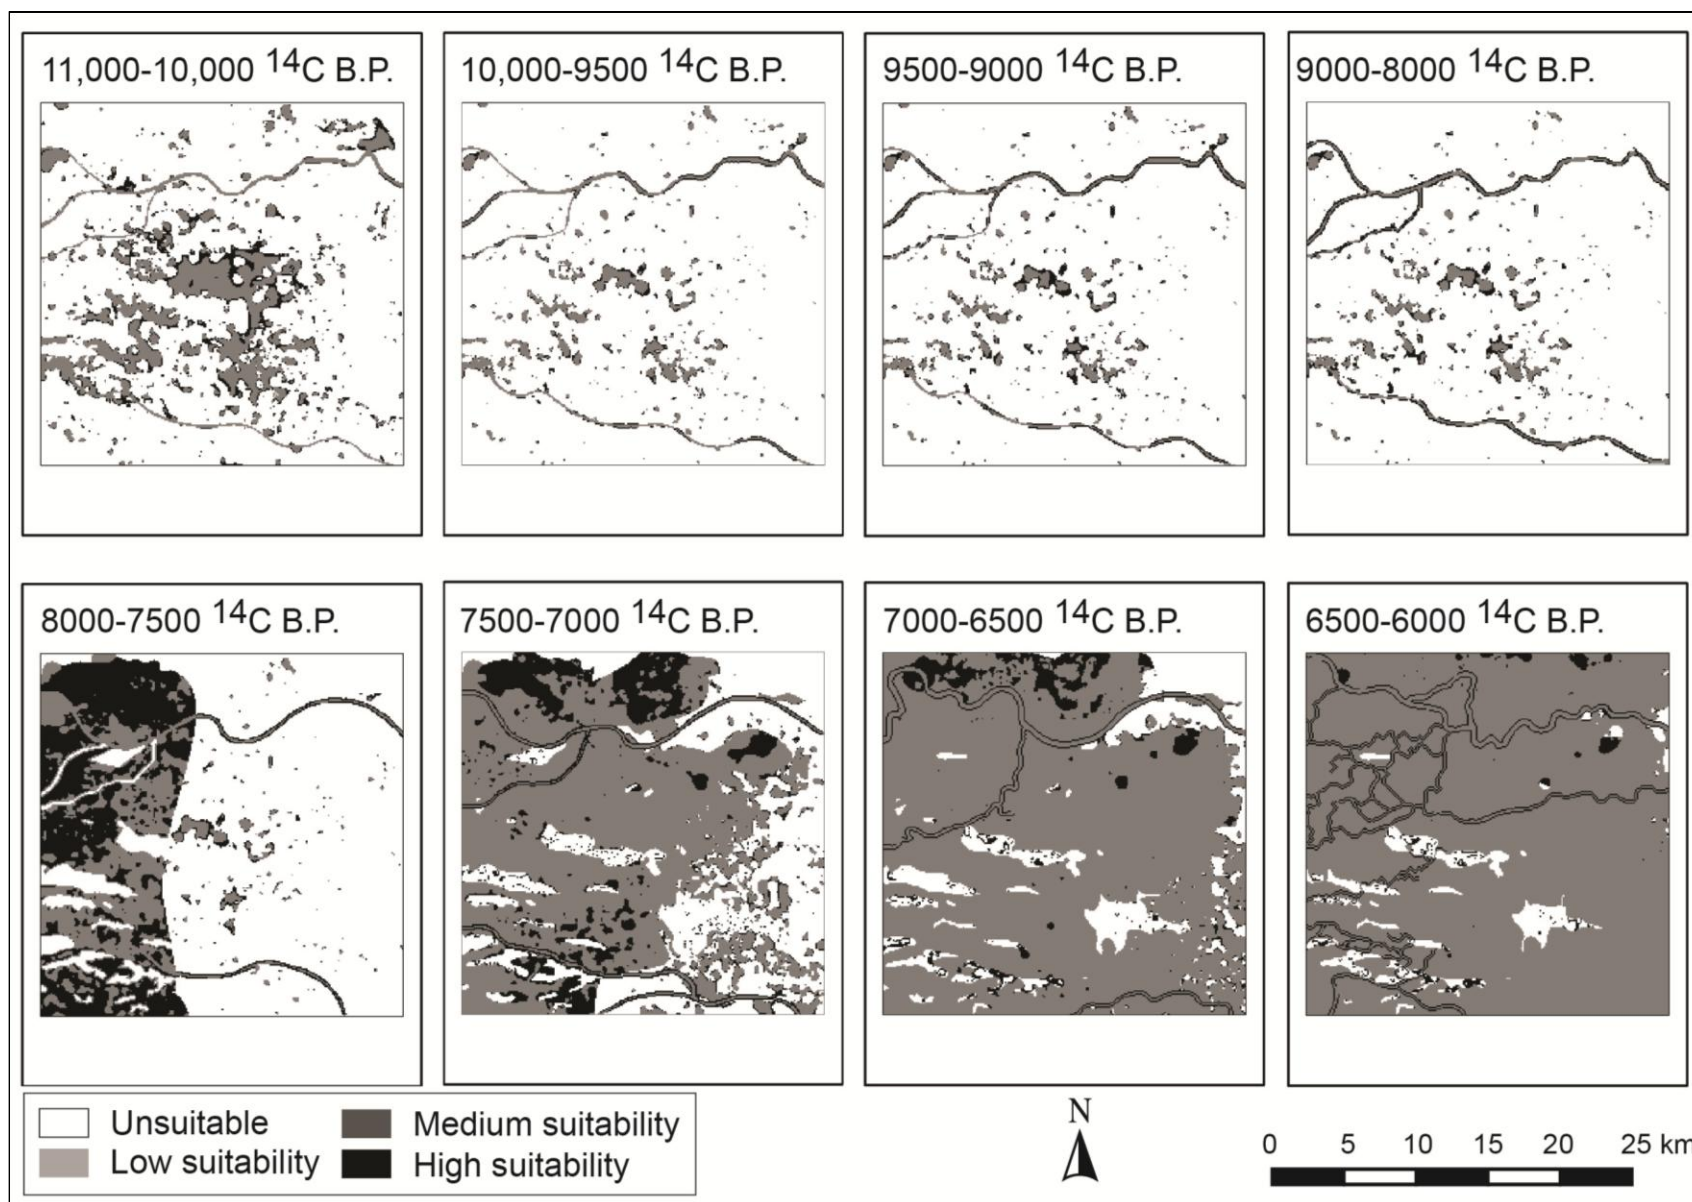 11,000-10,000 14C B.P.
10,000-9500 14C B.P.
9500-9000 14C B.P.
9000-8000 14C B.P.
8000-7500 14C B.P.
7500-7000 14C B.P.
7000-6500 14C B.P.
6500-6000 14C B.P.
Unsuitable
Low suitability
Medium suitability
High suitability
N
0 5 10 15 20 25 km